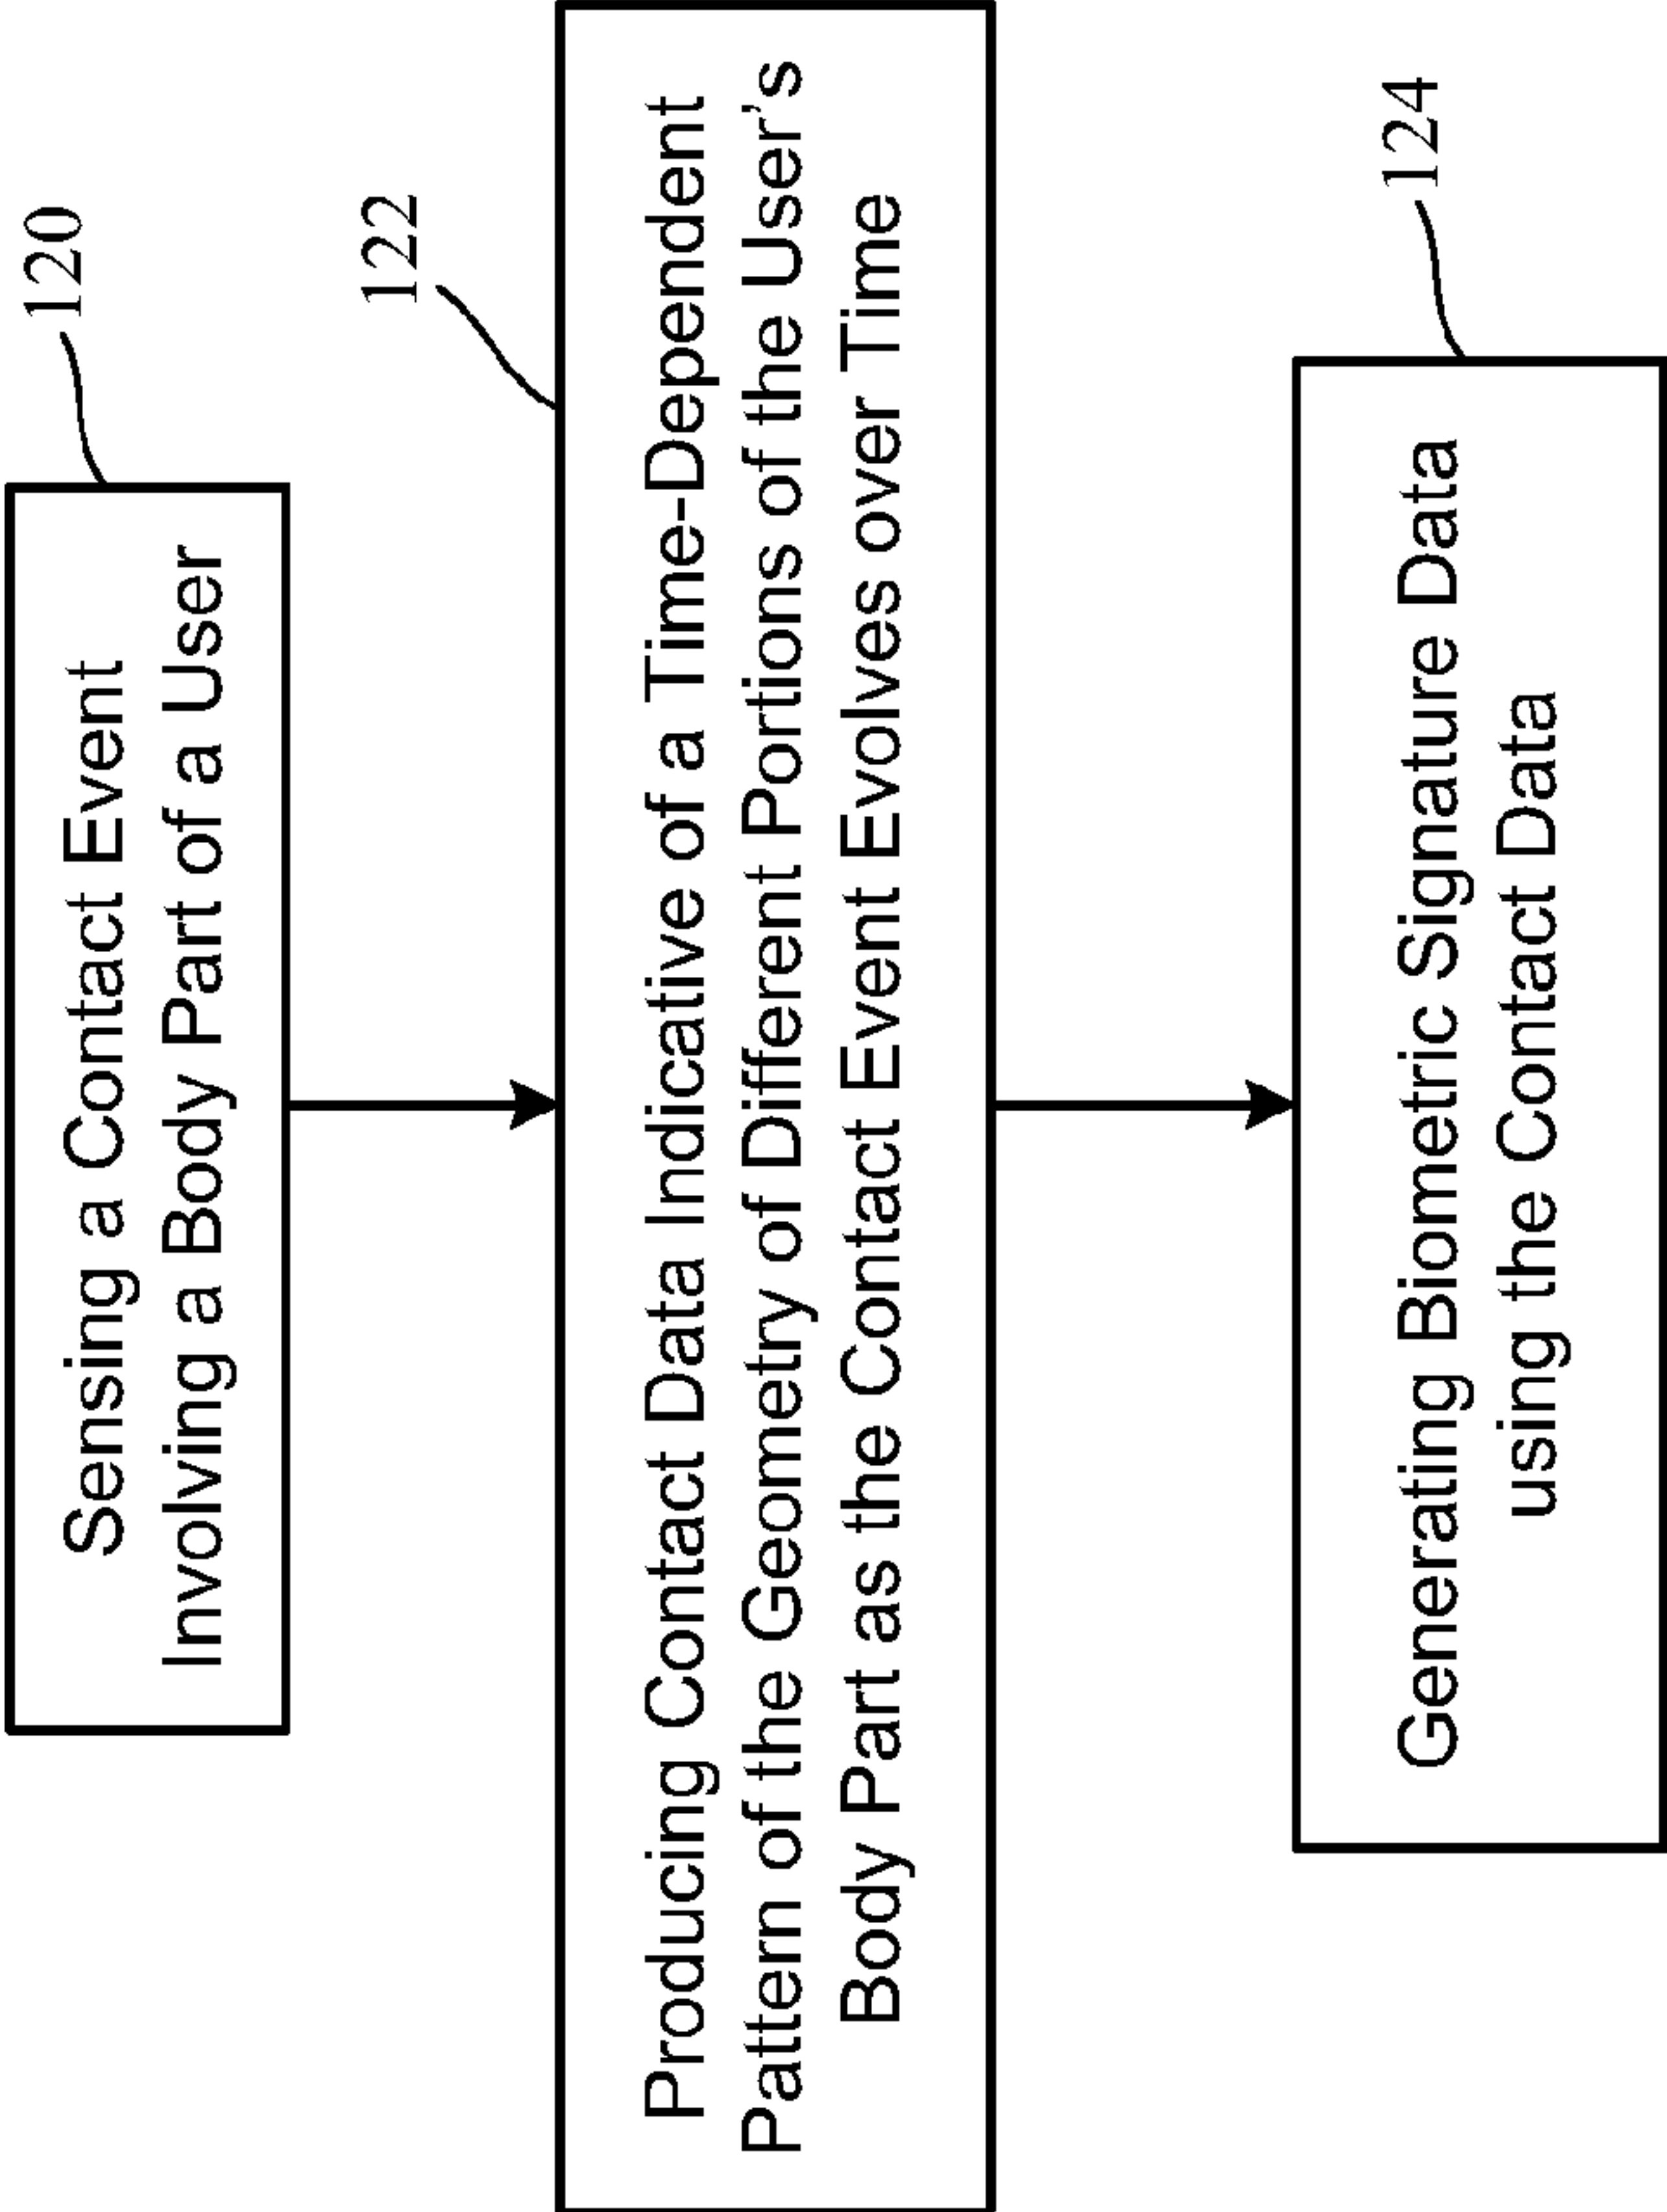 120
Sensing a Contact Event
Involving a Body Part of a User
122
Producing Contact Data Indicative of a Time-Dependent
Pattern of the Geometry of Different Portions of the User's
Body Part as the Contact Event Evolves over Time
124
Generating Biometric Signature Data
using the Contact Data